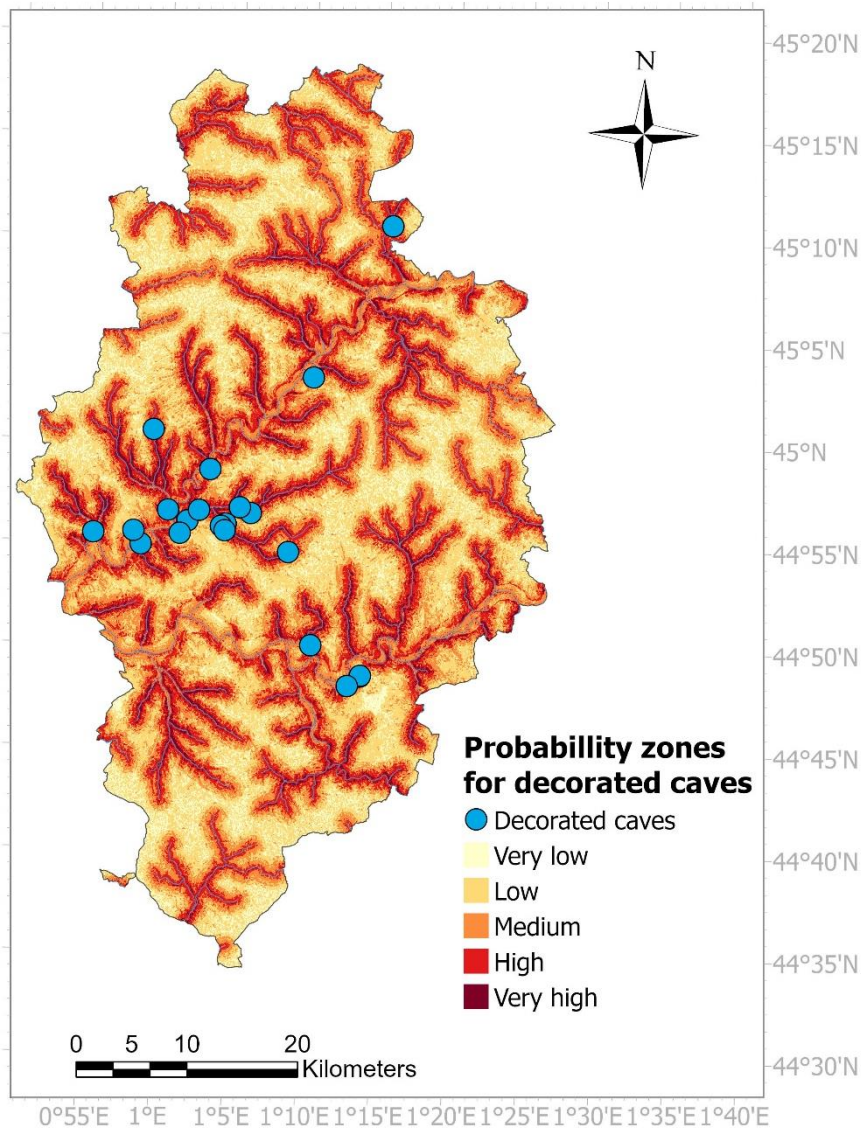 N
45°20'N
45°15'N
45°10'N
45°5'N
45°N
44°55'N
44°50'N
44°45'N
44°40'N
44°35'N
44°30'N
Probabillity zones
for decorated caves
Decorated caves
Very low
Low
Medium
High
Very high
0 5 10 20
Kilometers
0°55'E 1°E 1°5'E 1°10'E 1°15'E 1°20'E 1°25'E 1°30'E 1°35'E 1°40'E